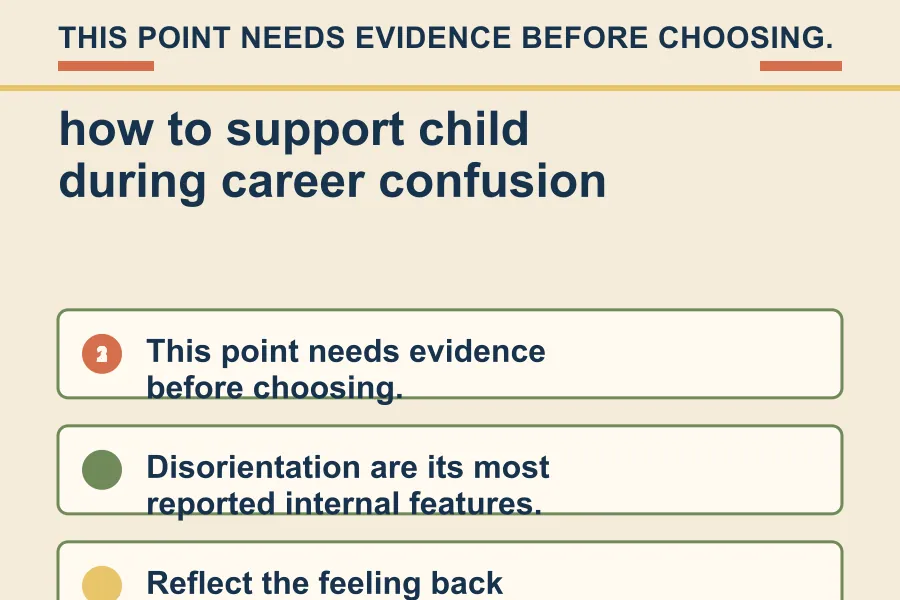 THIS POINT NEEDS EVIDENCE BEFORE CHOOSING.
how to support child
during career confusion
This point needs evidence
before choosing.
Disorientation are its most
reported internal features.
Reflect the feeling back